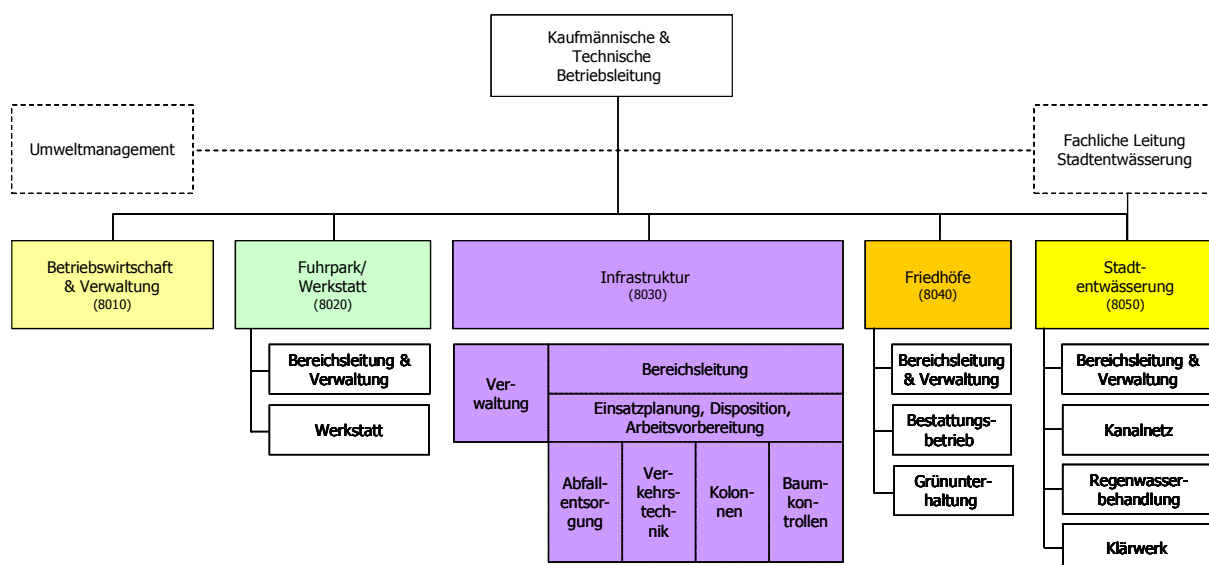 Kaufmännische &
Technische
Betriebsleitung
Umweltmanagement
Fachliche Leitung
Stadtentwässerung
Betriebswirtschaft
& Verwaltung
(8010)
Fuhrpark/
Werkstatt
(8020)
Infrastruktur
(8030)
Friedhöfe
(8040)
Stadt-
entwässerung
(8050)
Bereichsleitung &
Verwaltung
Werkstatt
Ver-
waltung
Bereichsleitung
Einsatzplanung, Disposition,
Arbeitsvorbereitung
Abfall-
entsor-
gung
Ver-
kehrs-
tech-
nik
Kolon-
nen
Baum-
kon-
trollen
Bereichsleitung
& Verwaltung
Bestattungs-
betrieb
Grünunter-
haltung
Bereichsleitung &
Verwaltung
Kanalnetz
Regenwasser-
behandlung
Klärwerk